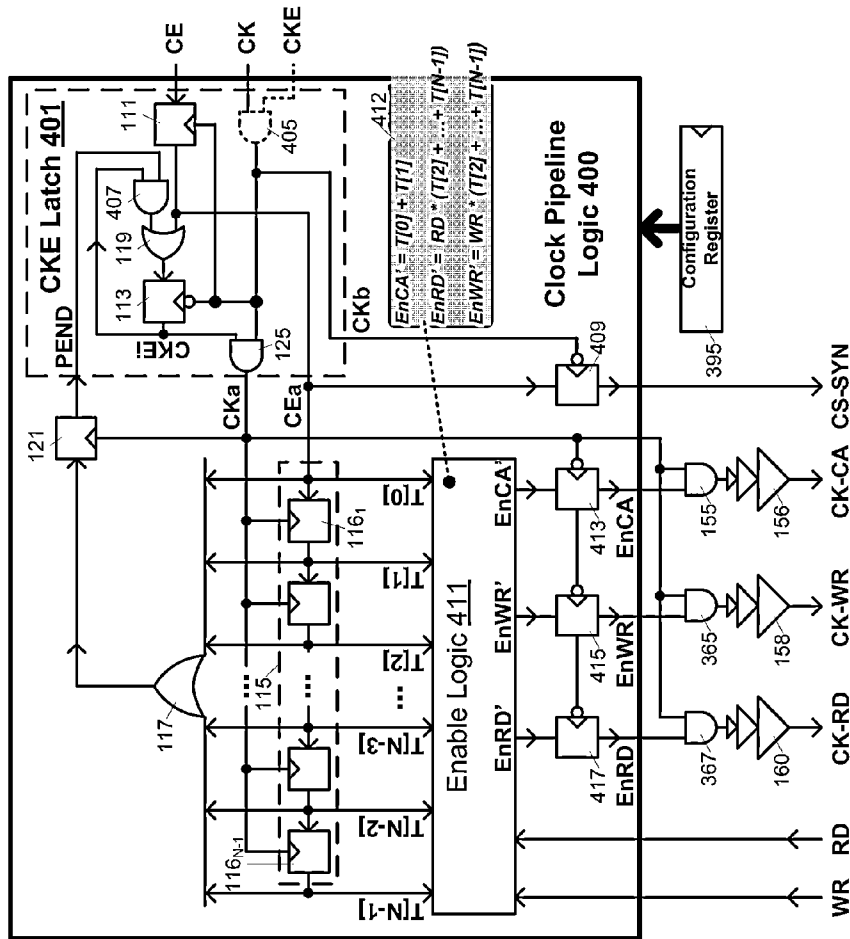 CE
CK
CKE
CKE Latch 401
111
405
407
119
113
CKEi
125
PEND
CKb
412
EnCA' = T[0] + T[1]
EnRD' = RD * (T[2] + ... + T[N-1])
EnWR' = WR * (T[2] + ...+ T[N-1])
Clock Pipeline
Logic 400
Configuration
Register
395
121
CKa
CEa
409
CS-SYN
117
115
...
...
116₁
116N-1
T[0]
T[1]
T[2]
...
T[N-3]
T[N-2]
T[N-1]
Enable Logic 411
EnCA'
EnWR'
EnRD'
413
EnCA
415
EnWR
417
EnRD
155
156
CK-CA
365
158
CK-WR
367
160
CK-RD
RD
WR